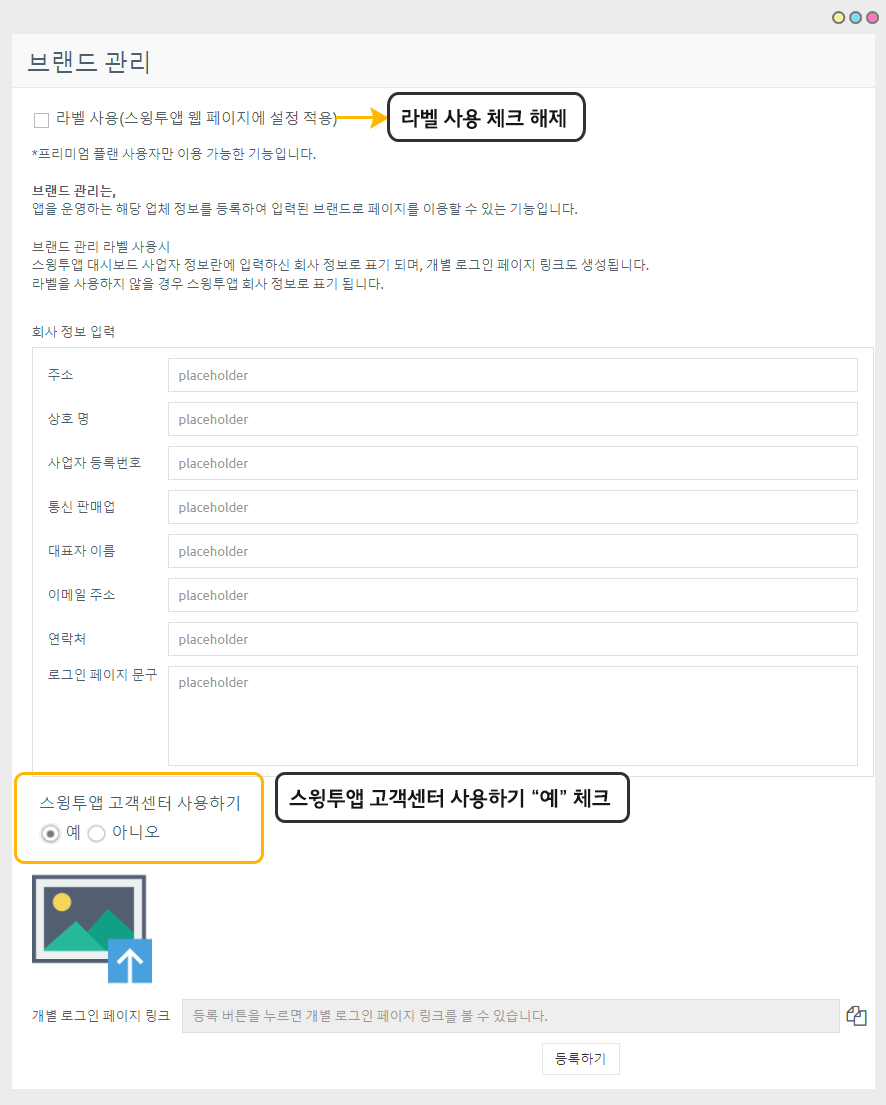 브랜드 관리
라벨 사용(스윙투앱 웹 페이지에 설정 적용)
라벨 사용 체크 해제
*프리미엄 플랜 사용자만 이용 가능한 기능입니다.
브랜드 관리는,
앱을 운영하는 해당 업체 정보를 등록하여 입력된 브랜드로 페이지를 이용할 수 있는 기능입니다.
브랜드 관리 라벨 사용시
스윙투앱 대시보드 사업자 정보란에 입력하신 회사 정보로 표기 되며, 개별 로그인 페이지 링크도 생성됩니다.
라벨을 사용하지 않을 경우 스윙투앱 회사 정보로 표기 됩니다.
회사 정보 입력
주소 placeholder
상호 명 placeholder
사업자 등록번호 placeholder
통신 판매업 placeholder
대표자 이름 placeholder
이메일 주소 placeholder
연락처 placeholder
로그인 페이지 문구 placeholder
스윙투앱 고객센터 사용하기
스윙투앱 고객센터 사용하기 “예” 체크
예 아니오
개별 로그인 페이지 링크 등록 버튼을 누르면 개별 로그인 페이지 링크를 볼 수 있습니다.
등록하기